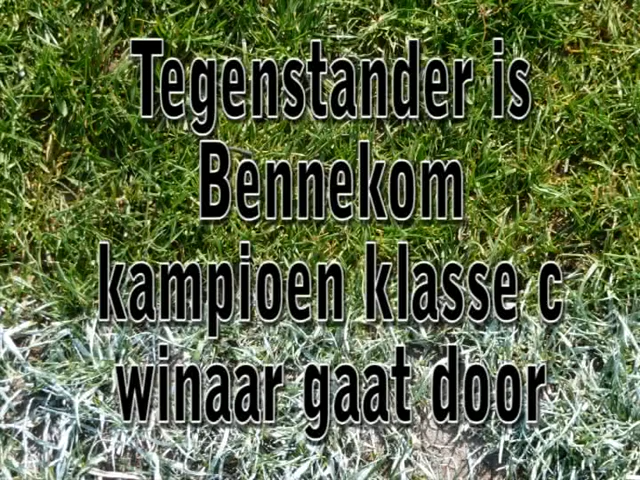 Tegenstander is
Bennekom
kampioen klasse c
winaar gaat door